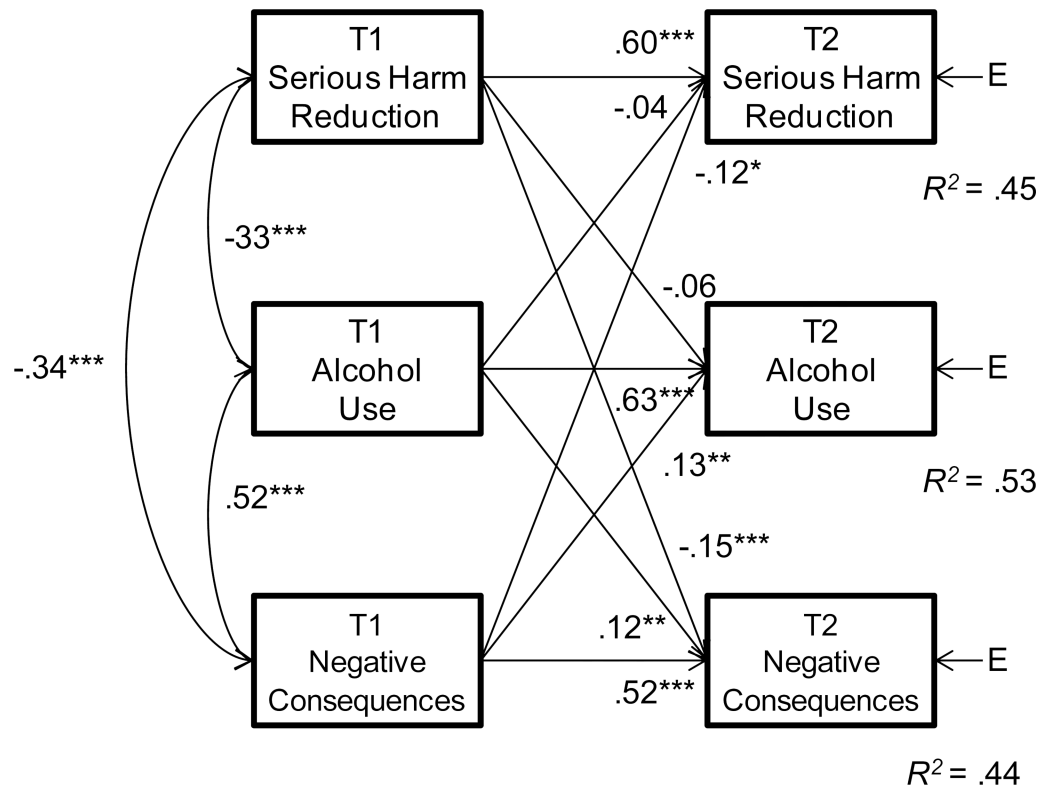 T1
Serious Harm
Reduction
.60***
T2
Serious Harm
Reduction
E
-.04
-.12*
R² = .45
-33***
-.06
T1
Alcohol
Use
T2
Alcohol
Use
E
-.34***
.63***
.13**
R² = .53
.52***
-.15***
T1
Negative
Consequences
.12**
.52***
T2
Negative
Consequences
E
R² = .44